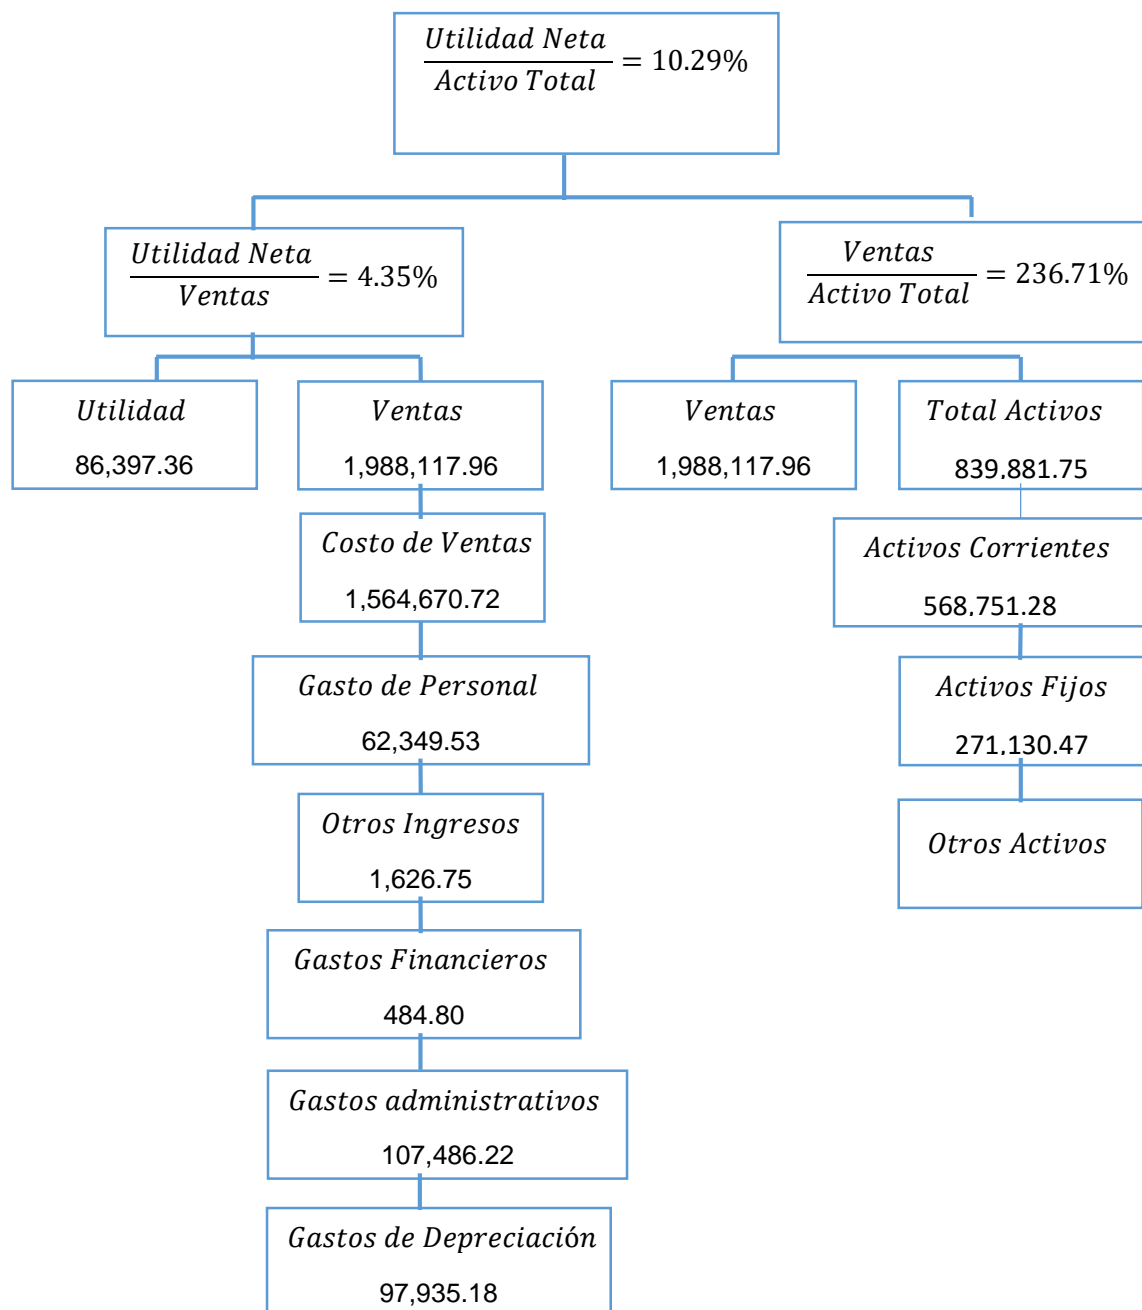 Utilidad Neta
Activo Total
= 10.29%
Utilidad Neta
Ventas
= 4.35%
Ventas
Activo Total
= 236.71%
Utilidad
86,397.36
Ventas
1,988,117.96
Ventas
1,988,117.96
Total Activos
839,881.75
Costo de Ventas
1,564,670.72
Activos Corrientes
568,751.28
Gasto de Personal
62,349.53
Activos Fijos
271,130.47
Otros Ingresos
1,626.75
Otros Activos
Gastos Financieros
484.80
Gastos administrativos
107,486.22
Gastos de Depreciación
97,935.18